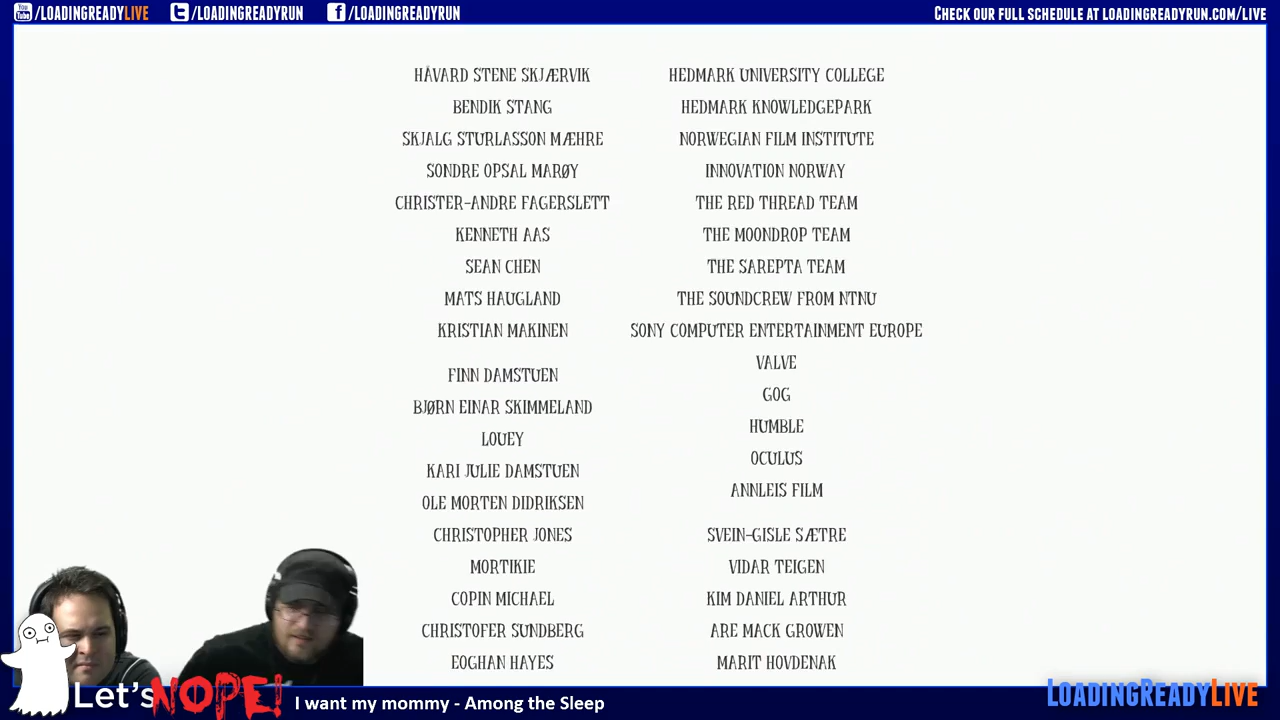 /LOADINGREADYLIVE
/LOADINGREADYRUN
/LOADINGREADYRUN
CHECK OUR FULL SCHEDULE AT LOADINGREADYRUN.COM/LIVE
HÅVARD STENE SKJÆRVIK
BENDIK STANG
SKJALG STURLASSON MÆHRE
SONDRE OPSAL MARØY
CHRISTER-ANDRE FAGERSLETT
KENNETH AAS
SEAN CHEN
MATS HAUGLAND
KRISTIAN MAKINEN
FINN DAMSTUEN
BJØRN EINAR SKIMMELAND
LOUEY
KARI JULIE DAMSTUEN
OLE MORTEN DIDRIKSEN
CHRISTOPHER JONES
MORTIKIE
COPIN MICHAEL
CHRISTOFER SUNDBERG
EOGHAN HAYES
HEDMARK UNIVERSITY COLLEGE
HEDMARK KNOWLEDGEPARK
NORWEGIAN FILM INSTITUTE
INNOVATION NORWAY
THE RED THREAD TEAM
THE MOONDROP TEAM
THE SAREPTA TEAM
THE SOUNDCREW FROM NTNU
SONY COMPUTER ENTERTAINMENT EUROPE
VALVE
GOG
HUMBLE
OCULUS
ANNLEIS FILM
SVEIN-GISLE SÆTRE
VIDAR TEIGEN
KIM DANIEL ARTHUR
ARE MACK GROWEN
MARIT HOVDENAK
Let's NOPE!
I want my mommy - Among the Sleep
LOADINGREADYLIVE